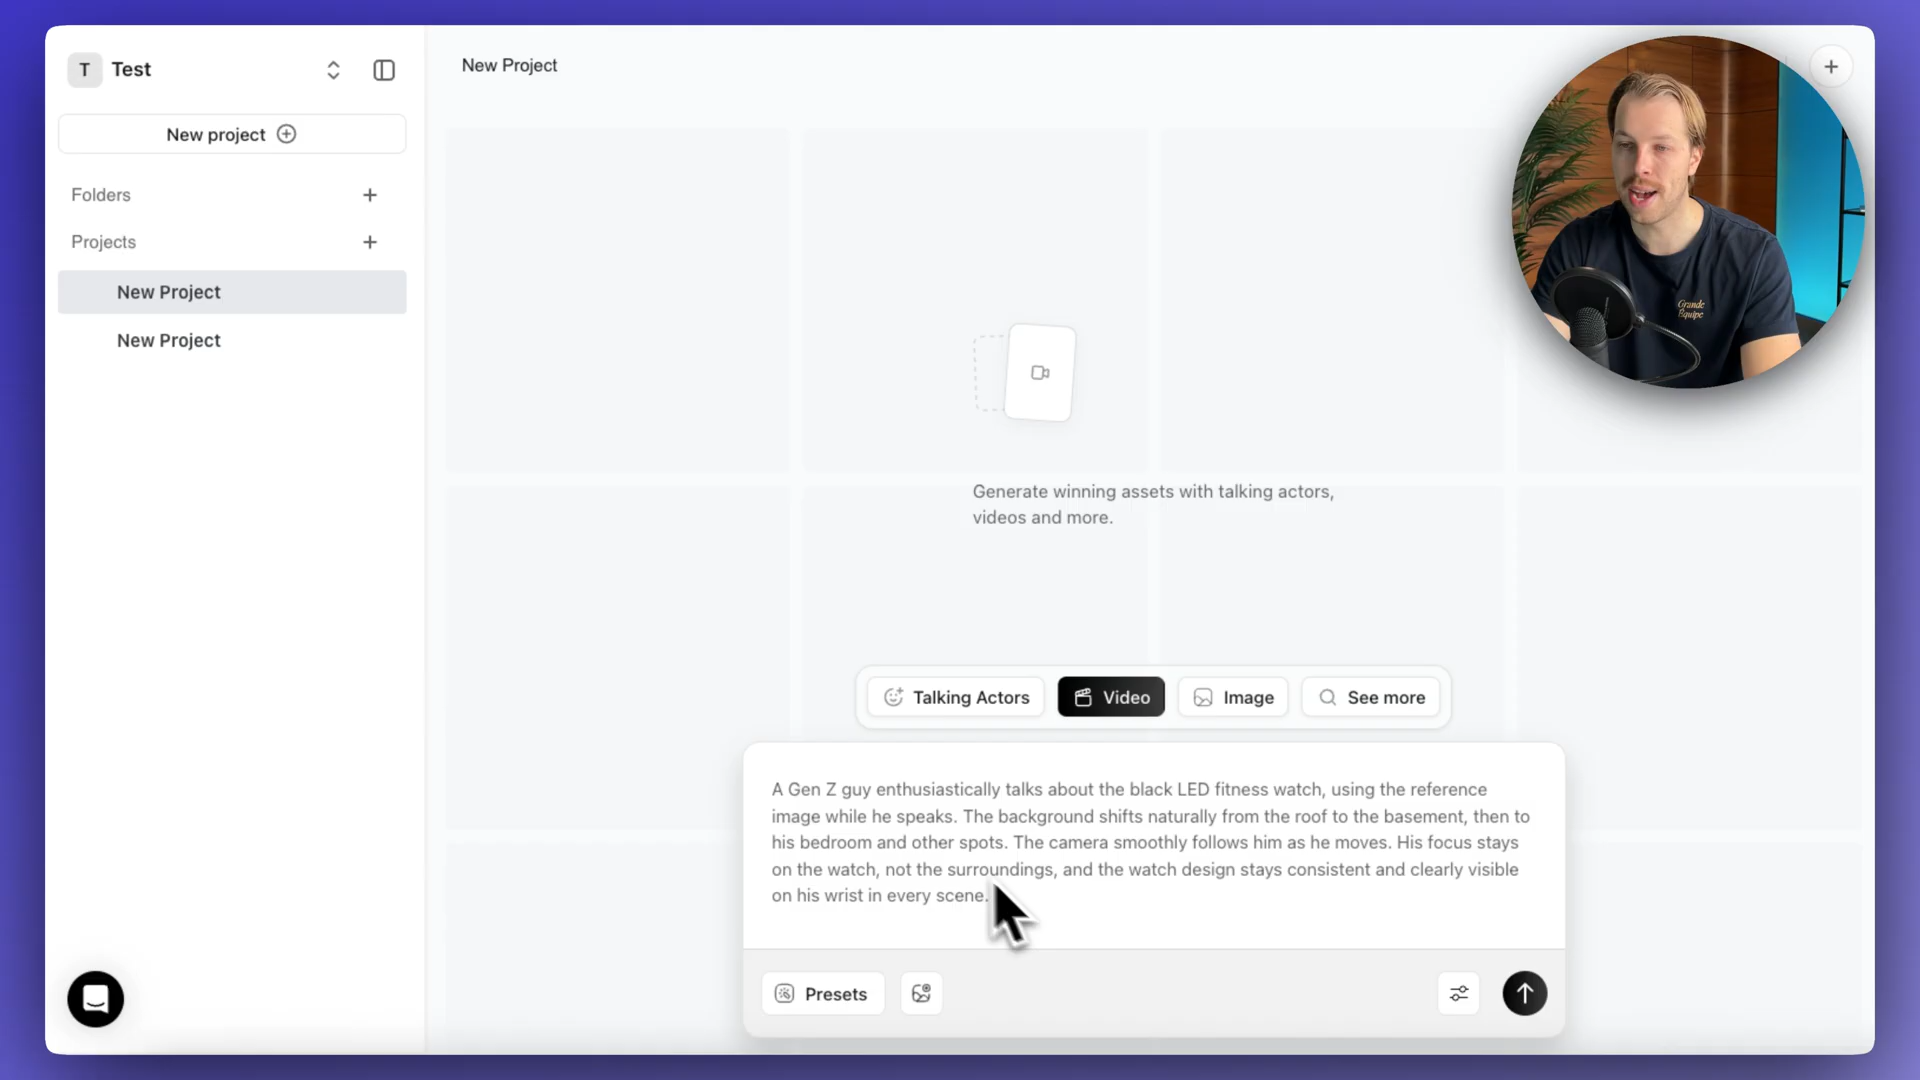 T Test
New project
Folders
Projects
New Project
New Project
New Project
Generate winning assets with talking actors,
videos and more.
Talking Actors
Video
Image
See more
A Gen Z guy enthusiastically talks about the black LED fitness watch, using the reference
image while he speaks. The background shifts naturally from the roof to the basement, then to
his bedroom and other spots. The camera smoothly follows him as he moves. His focus stays
on the watch, not the surroundings, and the watch design stays consistent and clearly visible
on his wrist in every scene.
Presets
Grande
Équipe